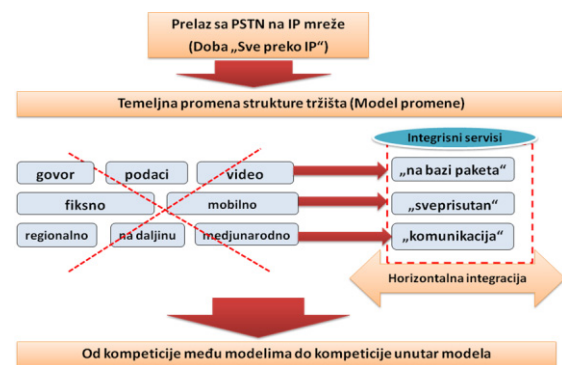 Prelaz sa PSTN na IP mreže
(Doba „Sve preko IP“)
Temeljna promena strukture tržišta (Model promene)
Integrisni servisi
govor podaci video „na bazi paketa“
fiksno mobilno „sveprisutan“
regionalno na daljinu medjunarodno „komunikacija“
Horizontalna integracija
Od kompeticije među modelima do kompeticije unutar modela